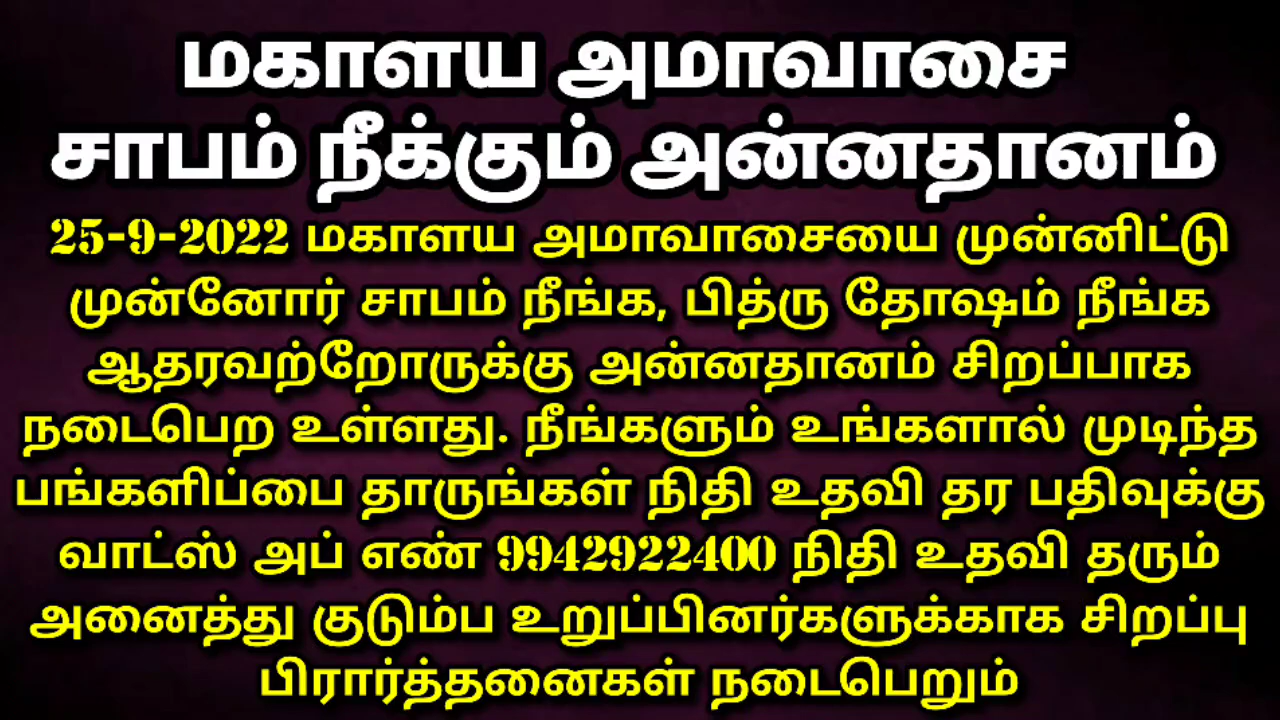 மகாளய அமாவாசை
சாபம் நீக்கும் அன்னதானம்
25-9-2022 மகாளய அமாவாசையை முன்னிட்டு
முன்னோர் சாபம் நீங்க, பித்ரு தோஷம் நீங்க
ஆதரவற்றோருக்கு அன்னதானம் சிறப்பாக
நடைபெற உள்ளது. நீங்களும் உங்களால் முடிந்த
பங்களிப்பை தாருங்கள் நிதி உதவி தர பதிவுக்கு
வாட்ஸ் அப் எண் 9942922400 நிதி உதவி தரும்
அனைத்து குடும்ப உறுப்பினர்களுக்காக சிறப்பு
பிரார்த்தனைகள் நடைபெறும்